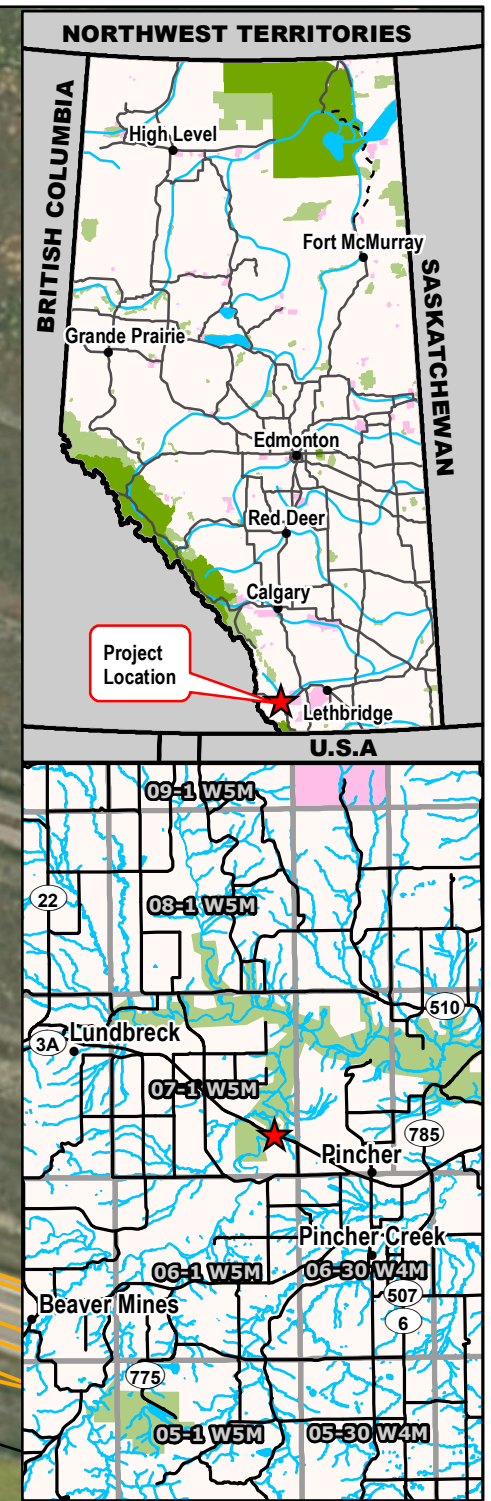 NORTHWEST TERRITORIES
BRITISH COLUMBIA
High Level
Fort McMurray
SASKATCHEWAN
Grande Prairie
Edmonton
Red Deer
Calgary
Project
Location
Lethbridge
U.S.A
09-1 W5M
22
08-1 W5M
510
3A
Lundbreck
07-1 W5M
785
Pincher
Pincher Creek
06-1 W5M
06-30 W4M
507
Beaver Mines
6
775
05-1 W5M
05-30 W4M